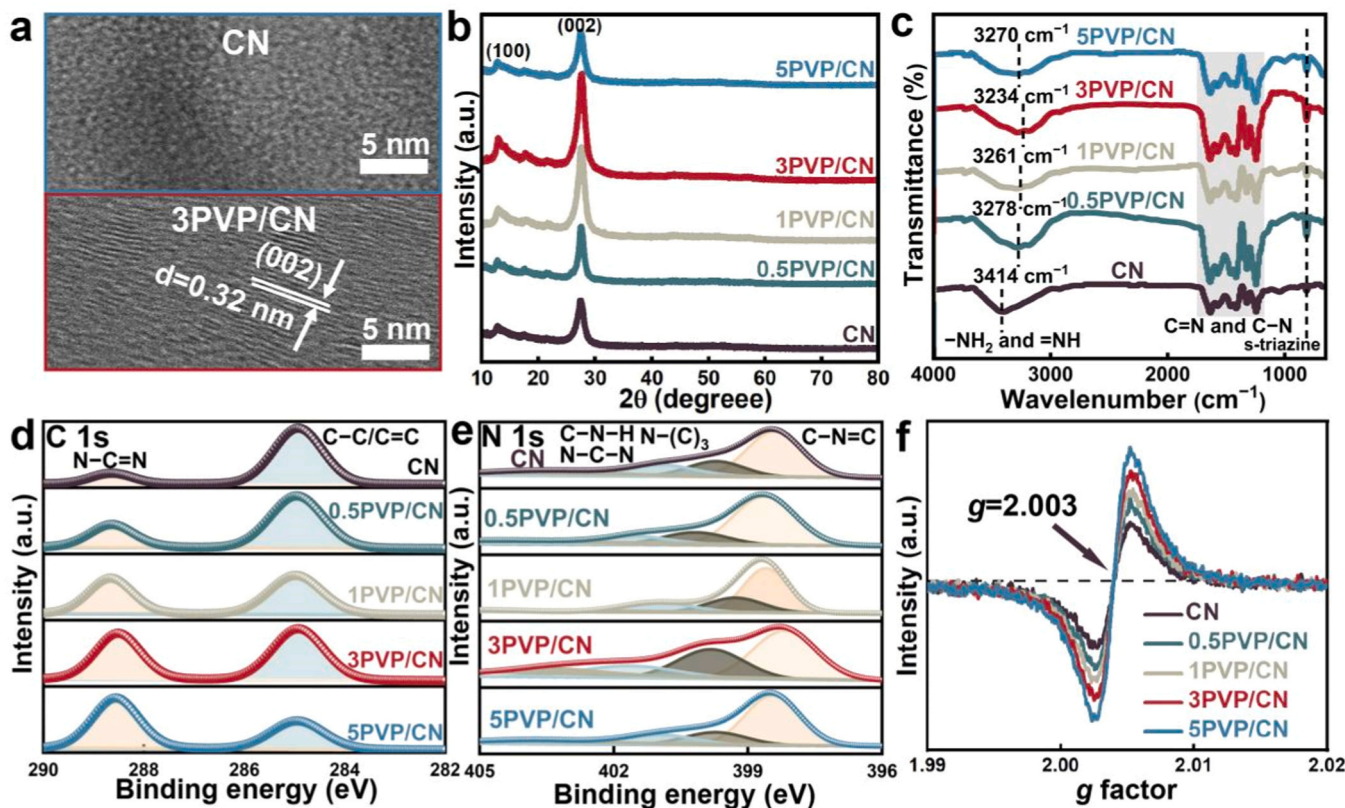 a
CN
5 nm
3PVP/CN
(002)
d=0.32 nm
5 nm
b
(100)
(002)
5PVP/CN
3PVP/CN
1PVP/CN
0.5PVP/CN
CN
Intensity (a.u.)
10 20 30 40 50 60 70 80
2θ (degreee)
c
3270 cm⁻¹
5PVP/CN
3234 cm⁻¹
3PVP/CN
3261 cm⁻¹
1PVP/CN
3278 cm⁻¹
0.5PVP/CN
3414 cm⁻¹
CN
−NH₂ and =NH
C=N and C−N
s-triazine
Transmittance (%)
4000 3000 2000 1000
Wavelenumber (cm⁻¹)
d
C 1s
N−C=N
C−C/C=C
CN
0.5PVP/CN
1PVP/CN
3PVP/CN
5PVP/CN
Intensity (a.u.)
290 288 286 284 282
Binding energy (eV)
e
N 1s
C−N−H
N−C−N
N−(C)₃
C−N=C
CN
0.5PVP/CN
1PVP/CN
3PVP/CN
5PVP/CN
Intensity (a.u.)
405 402 399 396
Binding energy (eV)
f
g=2.003
CN
0.5PVP/CN
1PVP/CN
3PVP/CN
5PVP/CN
Intensity (a.u.)
1.99 2.00 2.01 2.02
g factor